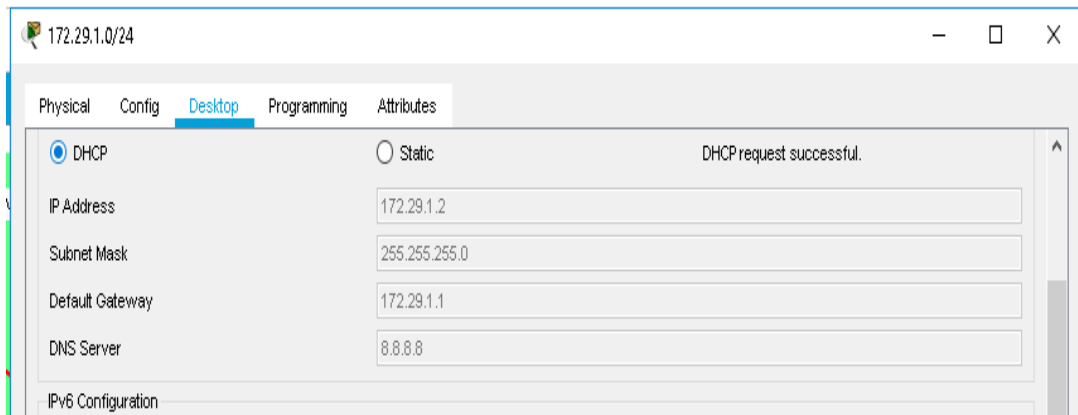 172.29.1.0/24
Physical Config Desktop Programming Attributes
DHCP Static DHCP request successful.
IP Address 172.29.1.2
Subnet Mask 255.255.255.0
Default Gateway 172.29.1.1
DNS Server 8.8.8.8
IPv6 Configuration